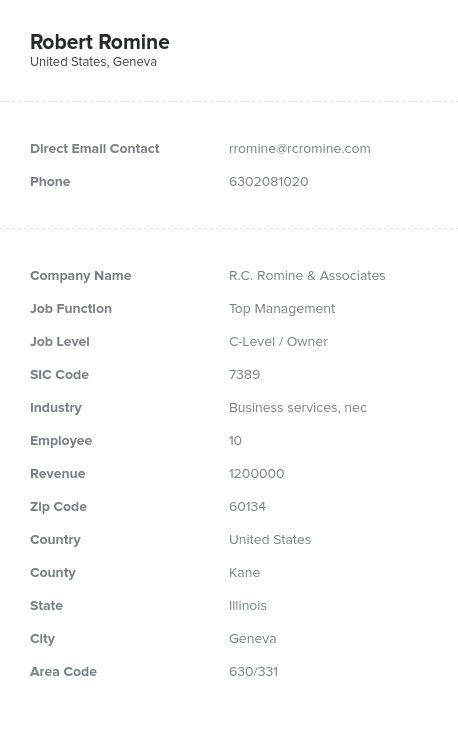 Robert Romine
United States, Geneva
Direct Email Contact rromine@rcromine.com
Phone 6302081020
Company Name R.C. Romine & Associates
Job Function Top Management
Job Level C-Level / Owner
SIC Code 7389
Industry Business services, nec
Employee 10
Revenue 1200000
Zip Code 60134
Country United States
County Kane
State Illinois
City Geneva
Area Code 630/331